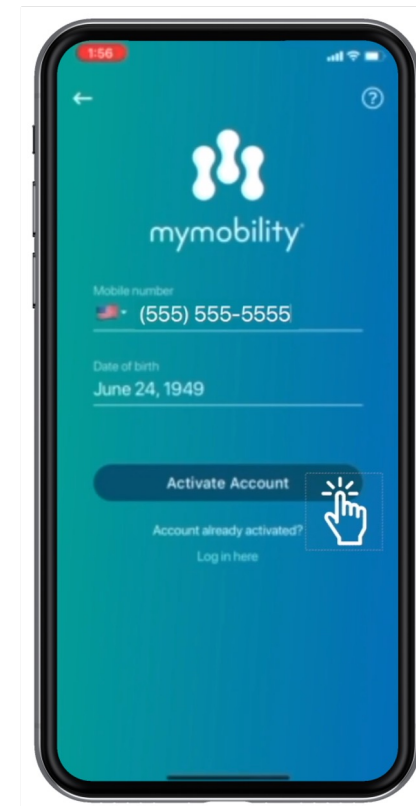 1:56
mymobility®
Mobile number
(555) 555-5555
Date of birth
June 24, 1949
Activate Account
Account already activated?
Log in here